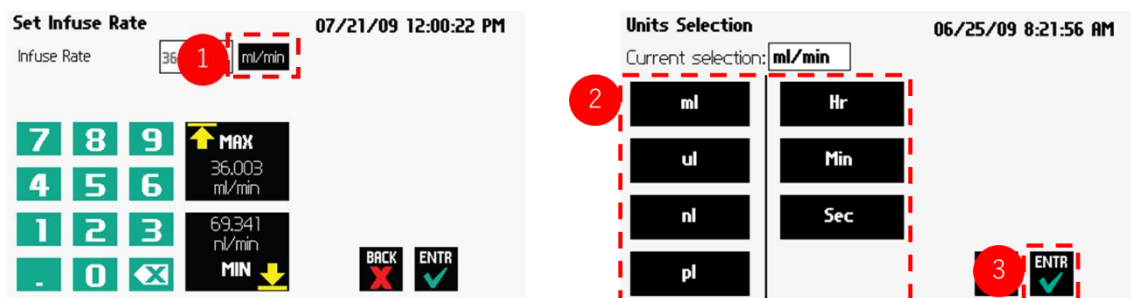 Set Infuse Rate
07/21/09 12:00:22 PM
Infuse Rate
36
1
ml/min
7 8 9
4 5 6
1 2 3
. 0
MAX
36.003
ml/min
69.341
nl/min
MIN
BACK
ENTR
Units Selection
06/25/09 8:21:56 AM
Current selection: ml/min
2
ml
Hr
ul
Min
nl
Sec
pl
3
ENTR